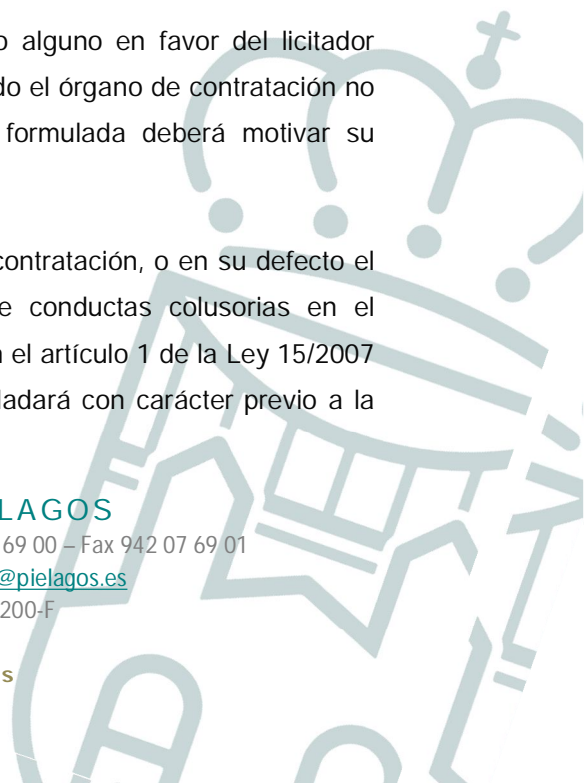 alguno en favor del licitador
el órgano de contratación no
formulada deberá motivar su
contratación, o en su defecto el
conductas colusorias en el
el artículo 1 de la Ley 15/2007
ladará con carácter previo a la
LAGOS
69 00 – Fax 942 07 69 01
@pielagos.es
200-F
s